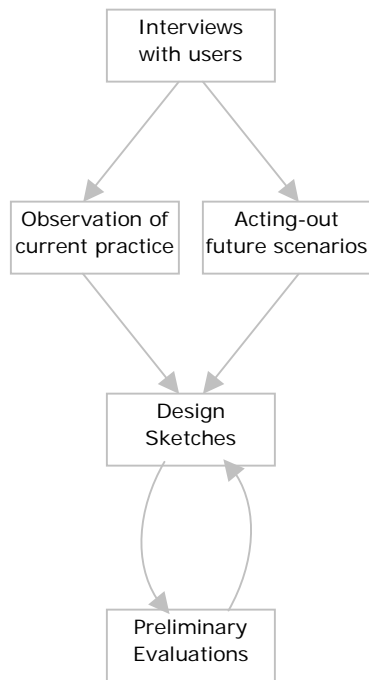 Interviews
with users
Observation of
current practice
Acting-out
future scenarios
Design
Sketches
Preliminary
Evaluations